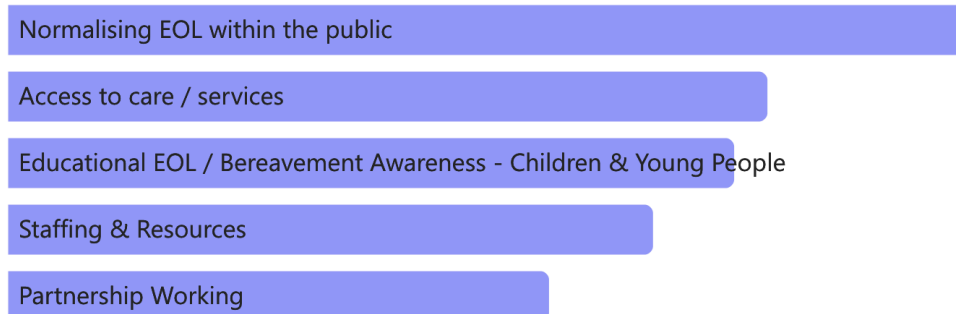 Normalising EOL within the public
Access to care / services
Educational EOL / Bereavement Awareness - Children & Young People
Staffing & Resources
Partnership Working